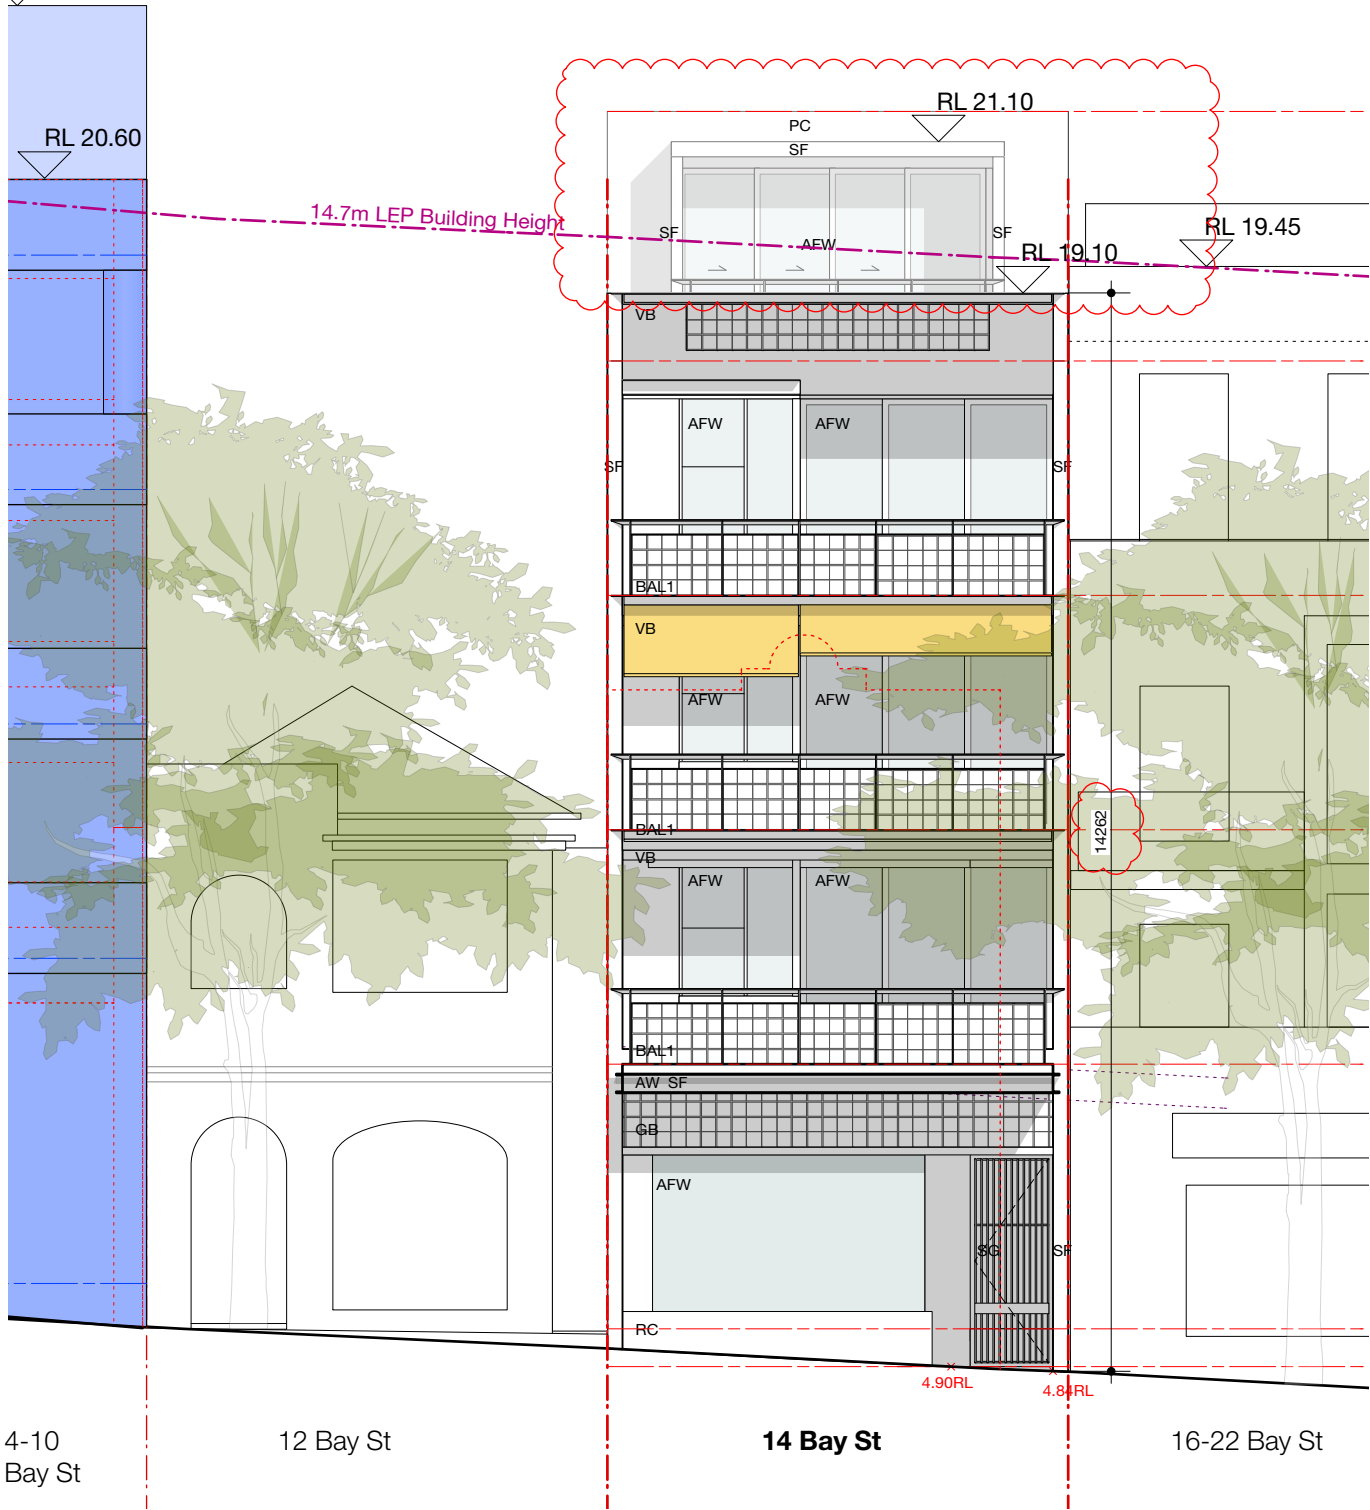 RL 21.10
PC
SF
RL 20.60
14.7m LEP Building Height
SF
AFW
SF
RL 19.10
RL 19.45
VB
AFW
AFW
SF
SF
BAL1
VB
AFW
AFW
BAL1
14262
VB
AFW
AFW
BAL1
AW SF
GB
AFW
SG
SF
RC
4.90RL
4.84RL
4-10
Bay St
12 Bay St
14 Bay St
16-22 Bay St